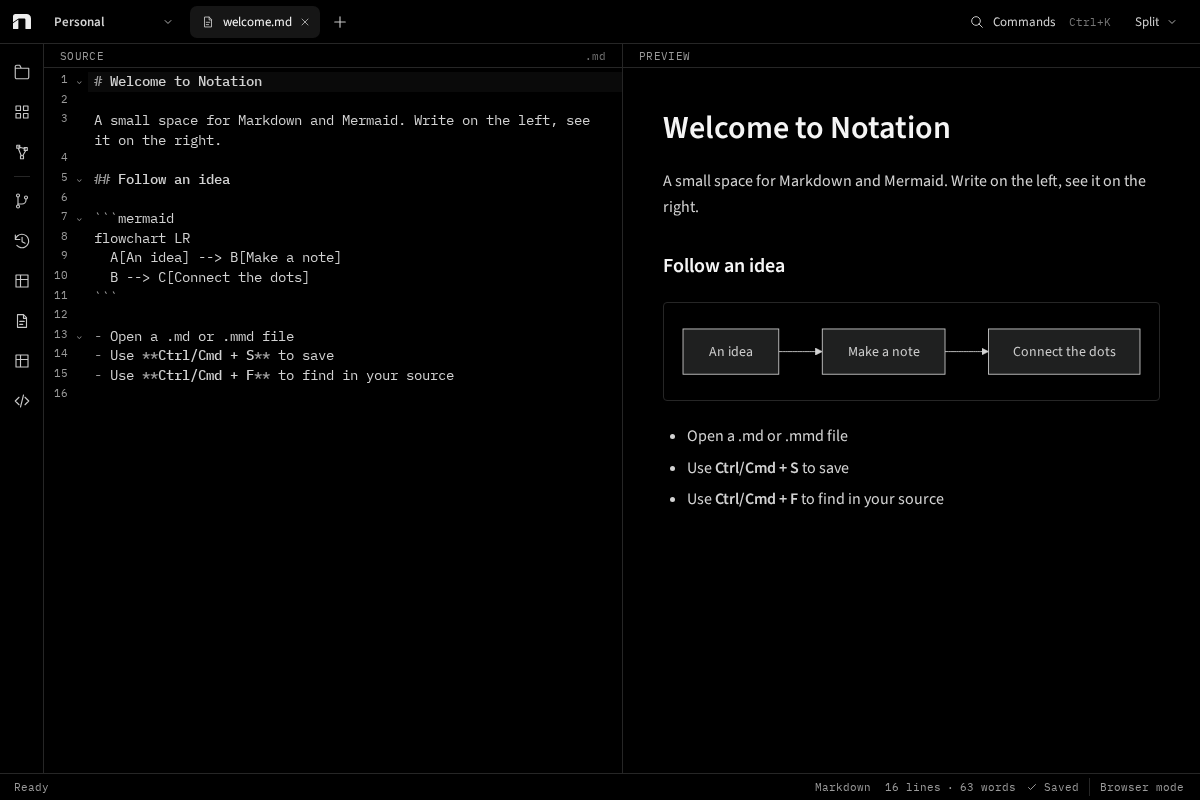 Personal
welcome.md
Commands Ctrl+K
Split
SOURCE .md
1 # Welcome to Notation
2
3 A small space for Markdown and Mermaid. Write on the left, see
it on the right.
4
5 ## Follow an idea
6
7 ```mermaid
8 flowchart LR
9 A[An idea] --> B[Make a note]
10 B --> C[Connect the dots]
11 ```
12
13 - Open a .md or .mmd file
14 - Use **Ctrl/Cmd + S** to save
15 - Use **Ctrl/Cmd + F** to find in your source
16
PREVIEW
Welcome to Notation
A small space for Markdown and Mermaid. Write on the left, see it on the
right.
Follow an idea
An idea
Make a note
Connect the dots
• Open a .md or .mmd file
• Use Ctrl/Cmd + S to save
• Use Ctrl/Cmd + F to find in your source
Ready
Markdown 16 lines · 63 words ✓ Saved Browser mode